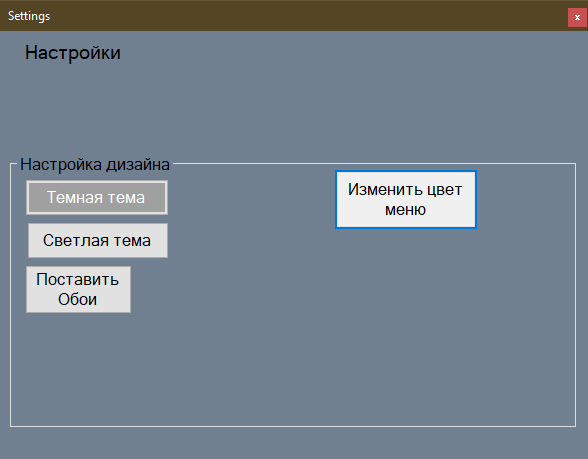 Settings
x
Настройки
Настройка дизайна
Темная тема
Изменить цвет
меню
Светлая тема
Поставить
Обои